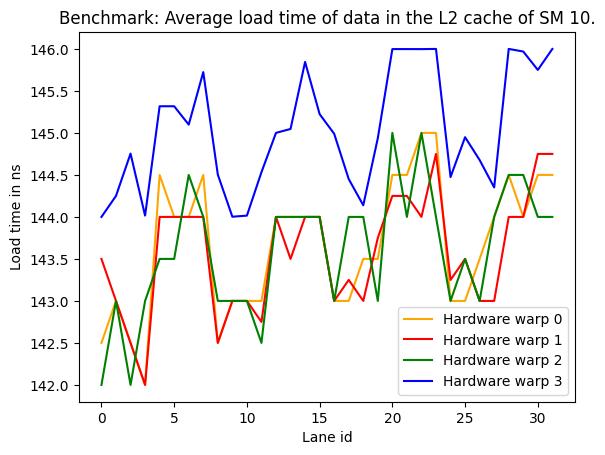 Benchmark: Average load time of data in the L2 cache of SM 10.
146.0
145.5
145.0
144.5
144.0
143.5
143.0
142.5
142.0
Load time in ns
0 5 10 15 20 25 30
Lane id
Hardware warp 0
Hardware warp 1
Hardware warp 2
Hardware warp 3